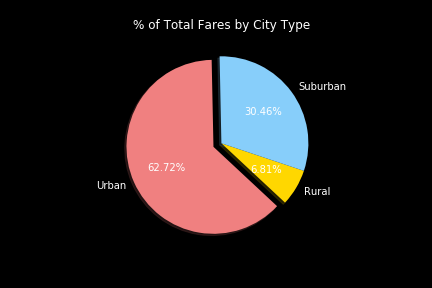 % of Total Fares by City Type
Suburban
30.46%
62.72%
6.81%
Urban
Rural